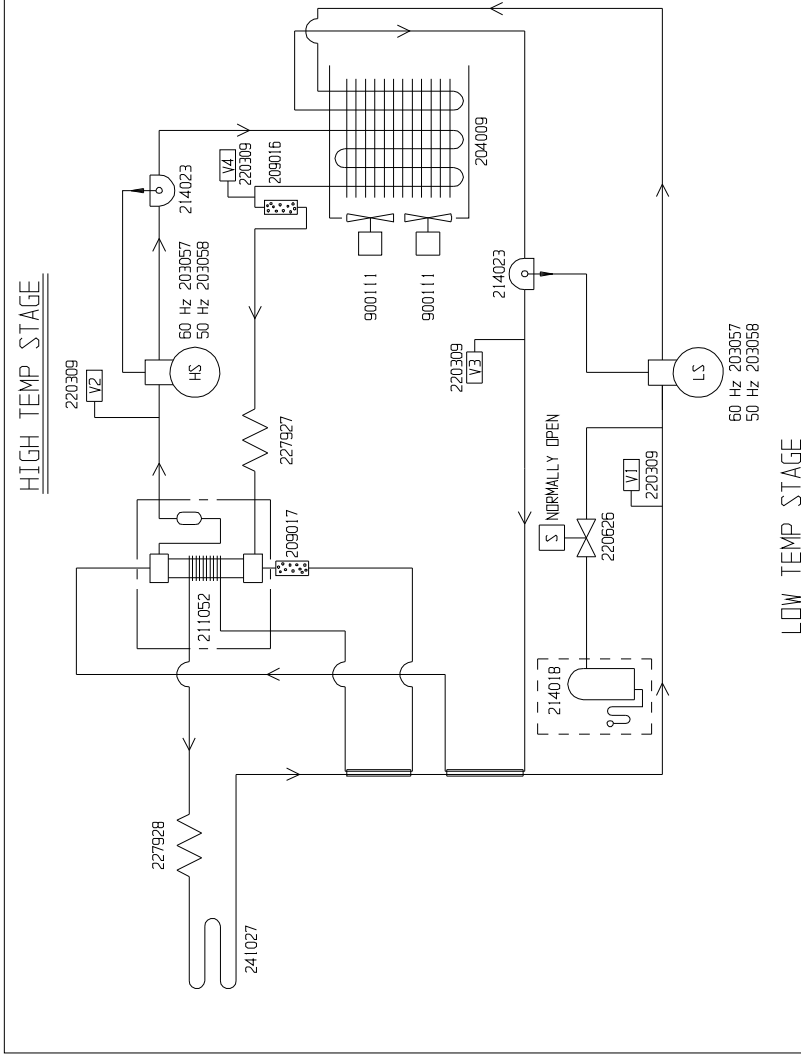 HIGH TEMP STAGE
220309
V2
214023
227928
60 Hz 203057
50 Hz 203058
HS
211052
V4
220309
209016
241027
227927
209017
900111
900111
204009
220309
V3
214023
214018
S NORMALLY OPEN
220626
V1
220309
LS
60 Hz 203057
50 Hz 203058
LOW TEMP STAGE